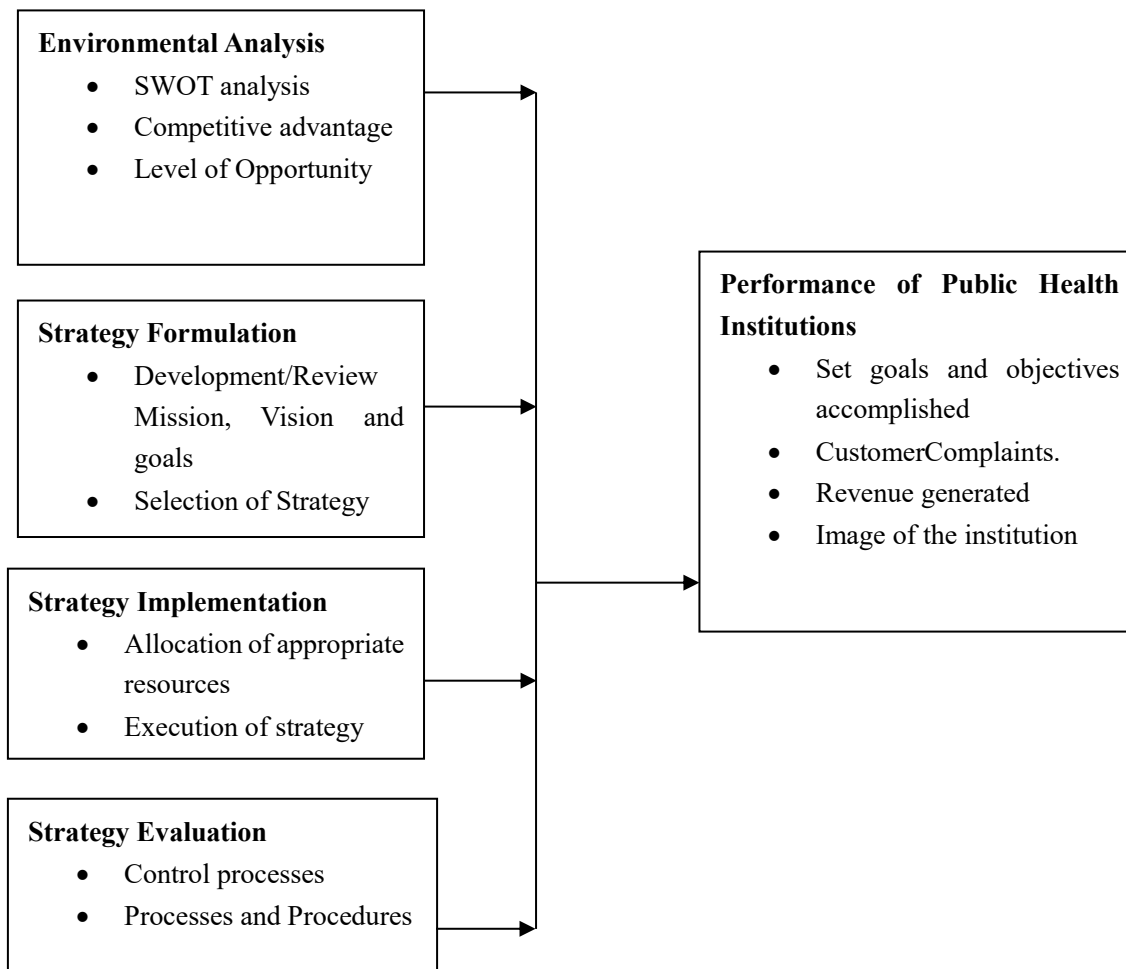 Environmental Analysis
• SWOT analysis
• Competitive advantage
• Level of Opportunity
Strategy Formulation
• Development/Review
Mission, Vision and
goals
• Selection of Strategy
Strategy Implementation
• Allocation of appropriate
resources
• Execution of strategy
Strategy Evaluation
• Control processes
• Processes and Procedures
Performance of Public Health
Institutions
• Set goals and objectives
accomplished
• CustomerComplaints.
• Revenue generated
• Image of the institution